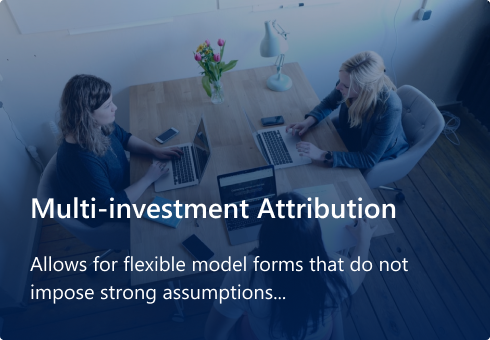 Multi-investment Attribution
Allows for flexible model forms that do not
impose strong assumptions...